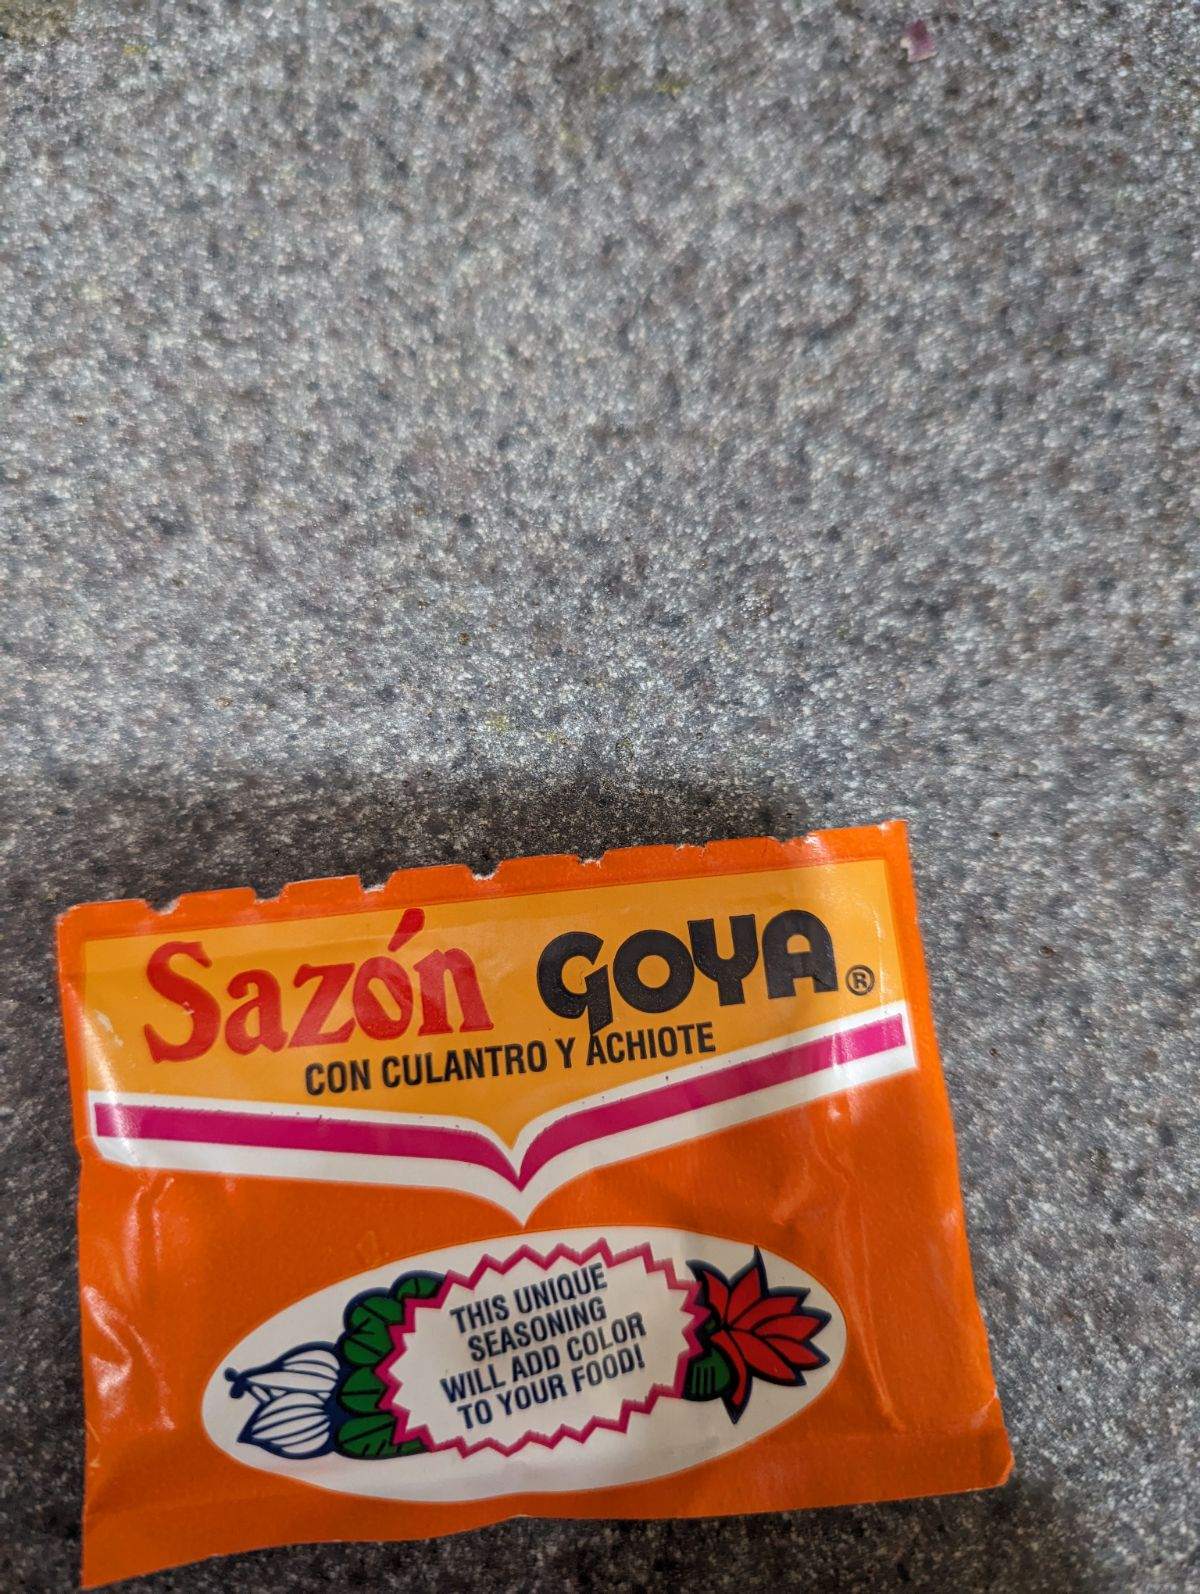 Sazón GOYA®
CON CULANTRO Y ACHIOTE
THIS UNIQUE
SEASONING
WILL ADD COLOR
TO YOUR FOOD!